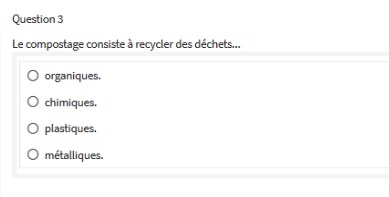 Question 3
Le compostage consiste à recycler des déchets...
organiques.
chimiques.
plastiques.
métalliques.